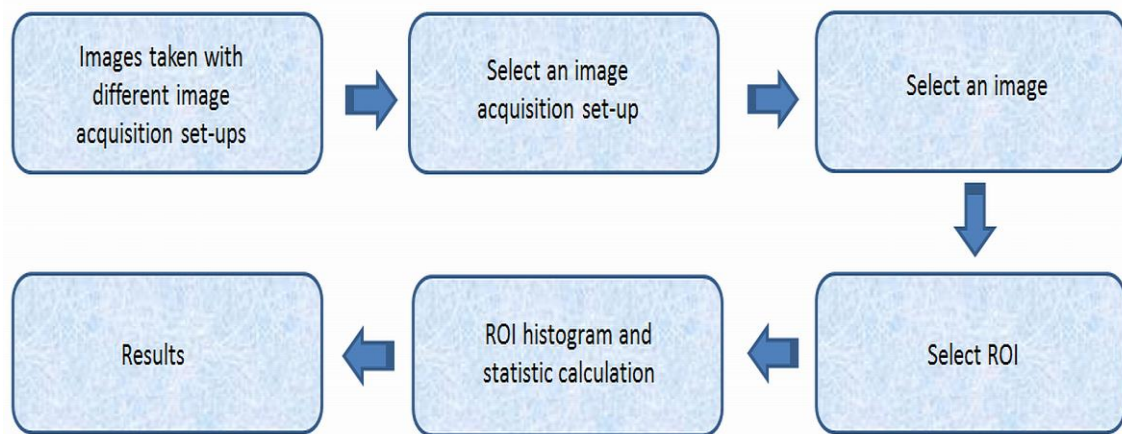 Images taken with
different image
acquisition set-ups
Select an image
acquisition set-up
Select an image
Select ROI
ROI histogram and
statistic calculation
Results